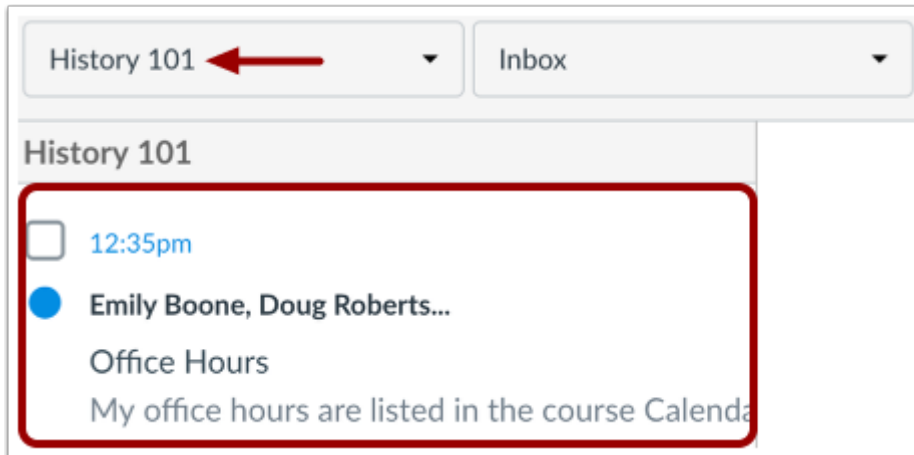 History 101
Inbox
History 101
12:35pm
Emily Boone, Doug Roberts...
Office Hours
My office hours are listed in the course